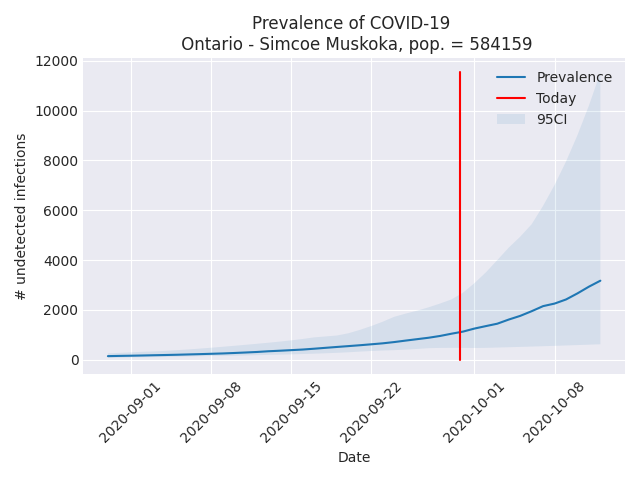 Prevalence of COVID-19
Ontario - Simcoe Muskoka, pop. = 584159
12000
10000
8000
6000
4000
2000
0
# undetected infections
Prevalence
Today
95CI
2020-09-01
2020-09-08
2020-09-15
2020-09-22
2020-10-01
2020-10-08
Date